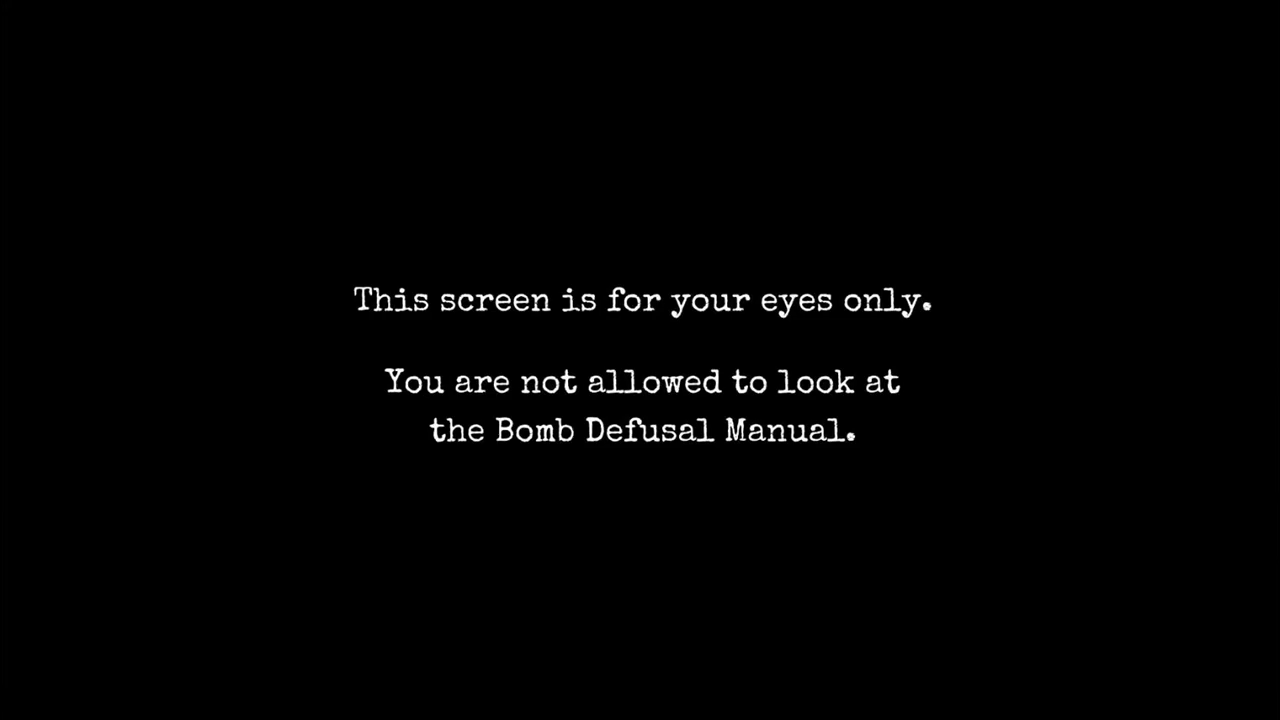 This screen is for your eyes only.
You are not allowed to look at
the Bomb Defusal Manual.